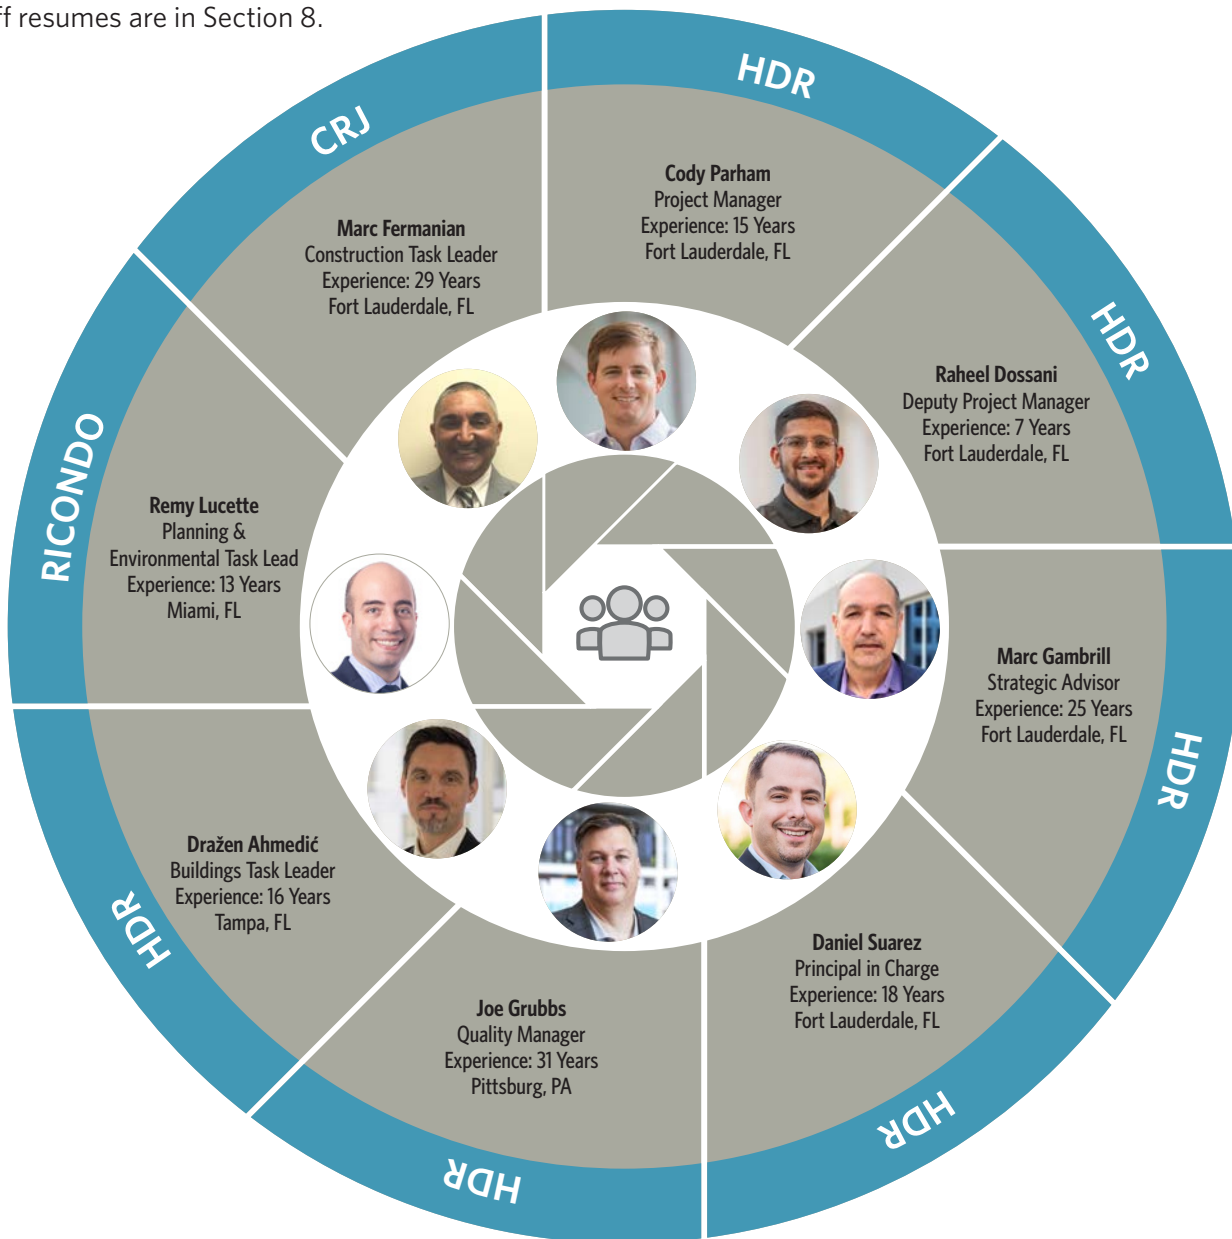 ff resumes are in Section 8.
HDR
Cody Parham
Project Manager
Experience: 15 Years
Fort Lauderdale, FL
HDR
Raheel Dossani
Deputy Project Manager
Experience: 7 Years
Fort Lauderdale, FL
HDR
Marc Gambrill
Strategic Advisor
Experience: 25 Years
Fort Lauderdale, FL
HDR
Daniel Suarez
Principal in Charge
Experience: 18 Years
Fort Lauderdale, FL
HDR
Joe Grubbs
Quality Manager
Experience: 31 Years
Pittsburg, PA
HDR
Dražen Ahmedić
Buildings Task Leader
Experience: 16 Years
Tampa, FL
RICONDO
Remy Lucette
Planning &
Environmental Task Lead
Experience: 13 Years
Miami, FL
CRJ
Marc Fermanian
Construction Task Leader
Experience: 29 Years
Fort Lauderdale, FL